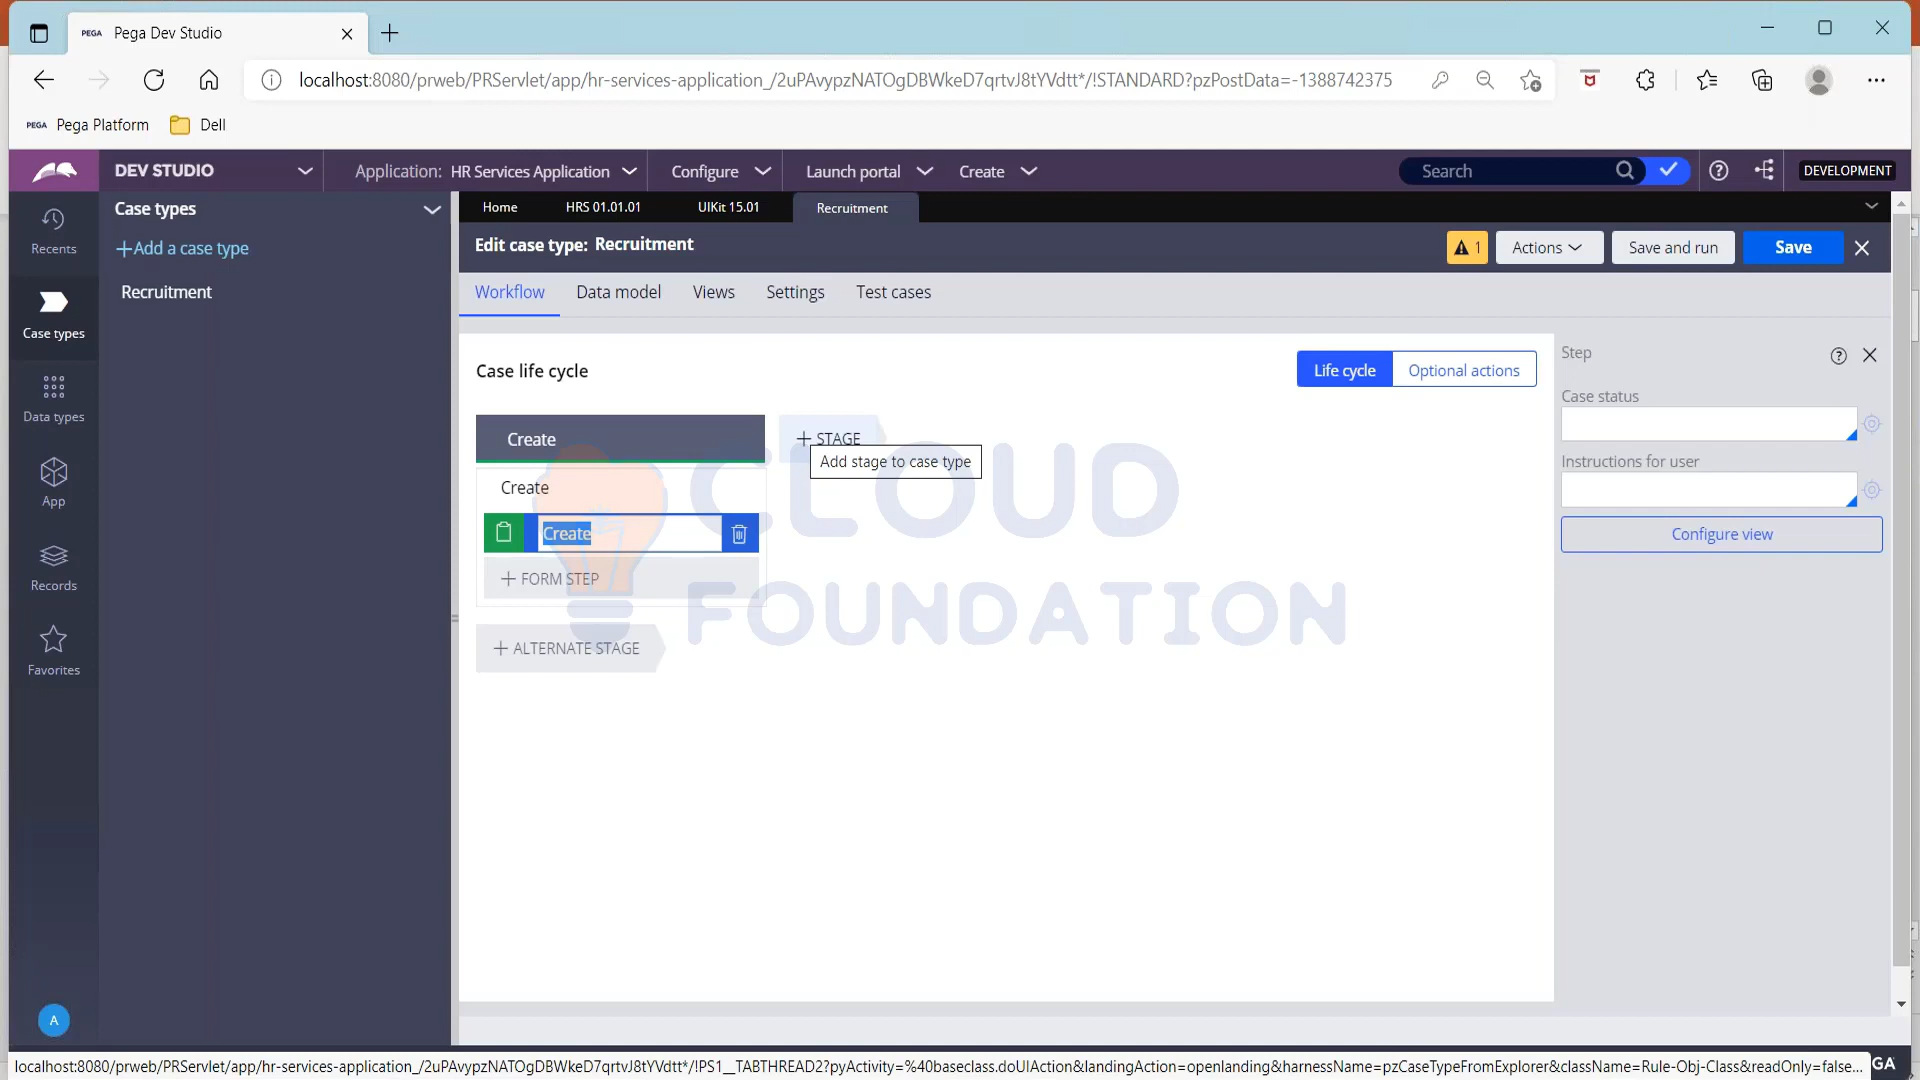 PEGA Pega Dev Studio
localhost:8080/prweb/PRServlet/app/hr-services-application_/2uPAvypzNATOgDBWkeD7qrtvJ8tYVdtt*/!STANDARD?pzPostData=-1388742375
PEGA Pega Platform Dell
DEV STUDIO Application: HR Services Application Configure Launch portal Create Search DEVELOPMENT
Case types
+Add a case type
Recruitment
Recents
Case types
Data types
App
Records
Favorites
A
Home HRS 01.01.01 UIKit 15.01 Recruitment
Edit case type: Recruitment 1 Actions Save and run Save
Workflow Data model Views Settings Test cases
Case life cycle Life cycle Optional actions
Create + STAGE
Add stage to case type
Create
Create
+ FORM STEP
+ ALTERNATE STAGE
CLOUD
FOUNDATION
Step
Case status
Instructions for user
Configure view
localhost:8080/prweb/PRServlet/app/hr-services-application_/2uPAvypzNATOgDBWkeD7qrtvJ8tYVdtt*/!PS1__TABTHREAD2?pyActivity=%40baseclass.doUIAction&landingAction=openlanding&harnessName=pzCaseTypeFromExplorer&className=Rule-Obj-Class&readOnly=false...
GA